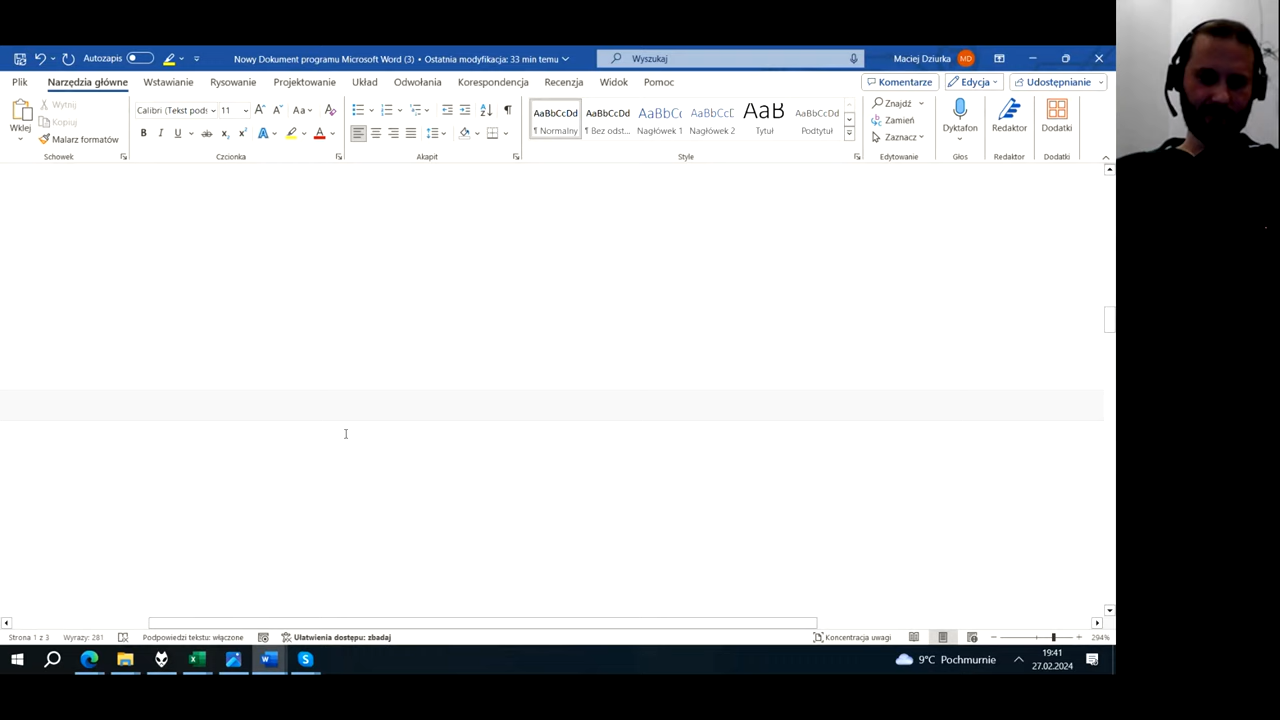 Autozapis
Nowy Dokument programu Microsoft Word (3) • Ostatnia modyfikacja: 33 min temu
Wyszukaj
Maciej Dziurka
MD
Plik
Narzędzia główne
Wstawianie
Rysowanie
Projektowanie
Układ
Odwołania
Korespondencja
Recenzja
Widok
Pomoc
Komentarze
Edycja
Udostępnianie
Wklej
Wytnij
Kopiuj
Malarz formatów
Schowek
Calibri (Tekst pods
11
Czcionka
Akapit
AaBbCcDd
¶ Normalny
AaBbCcDd
¶ Bez odst...
AaBbCc
Nagłówek 1
AaBbCcD
Nagłówek 2
AaB
Tytuł
AaBbCcDd
Podtytuł
Style
Znajdź
Zamień
Zaznacz
Edytowanie
Dyktafon
Głos
Redaktor
Redaktor
Dodatki
Dodatki
Strona 1 z 3
Wyrazy: 281
Podpowiedzi tekstu: włączone
Ułatwienia dostępu: zbadaj
Koncentracja uwagi
294%
9°C Pochmurnie
19:41
27.02.2024